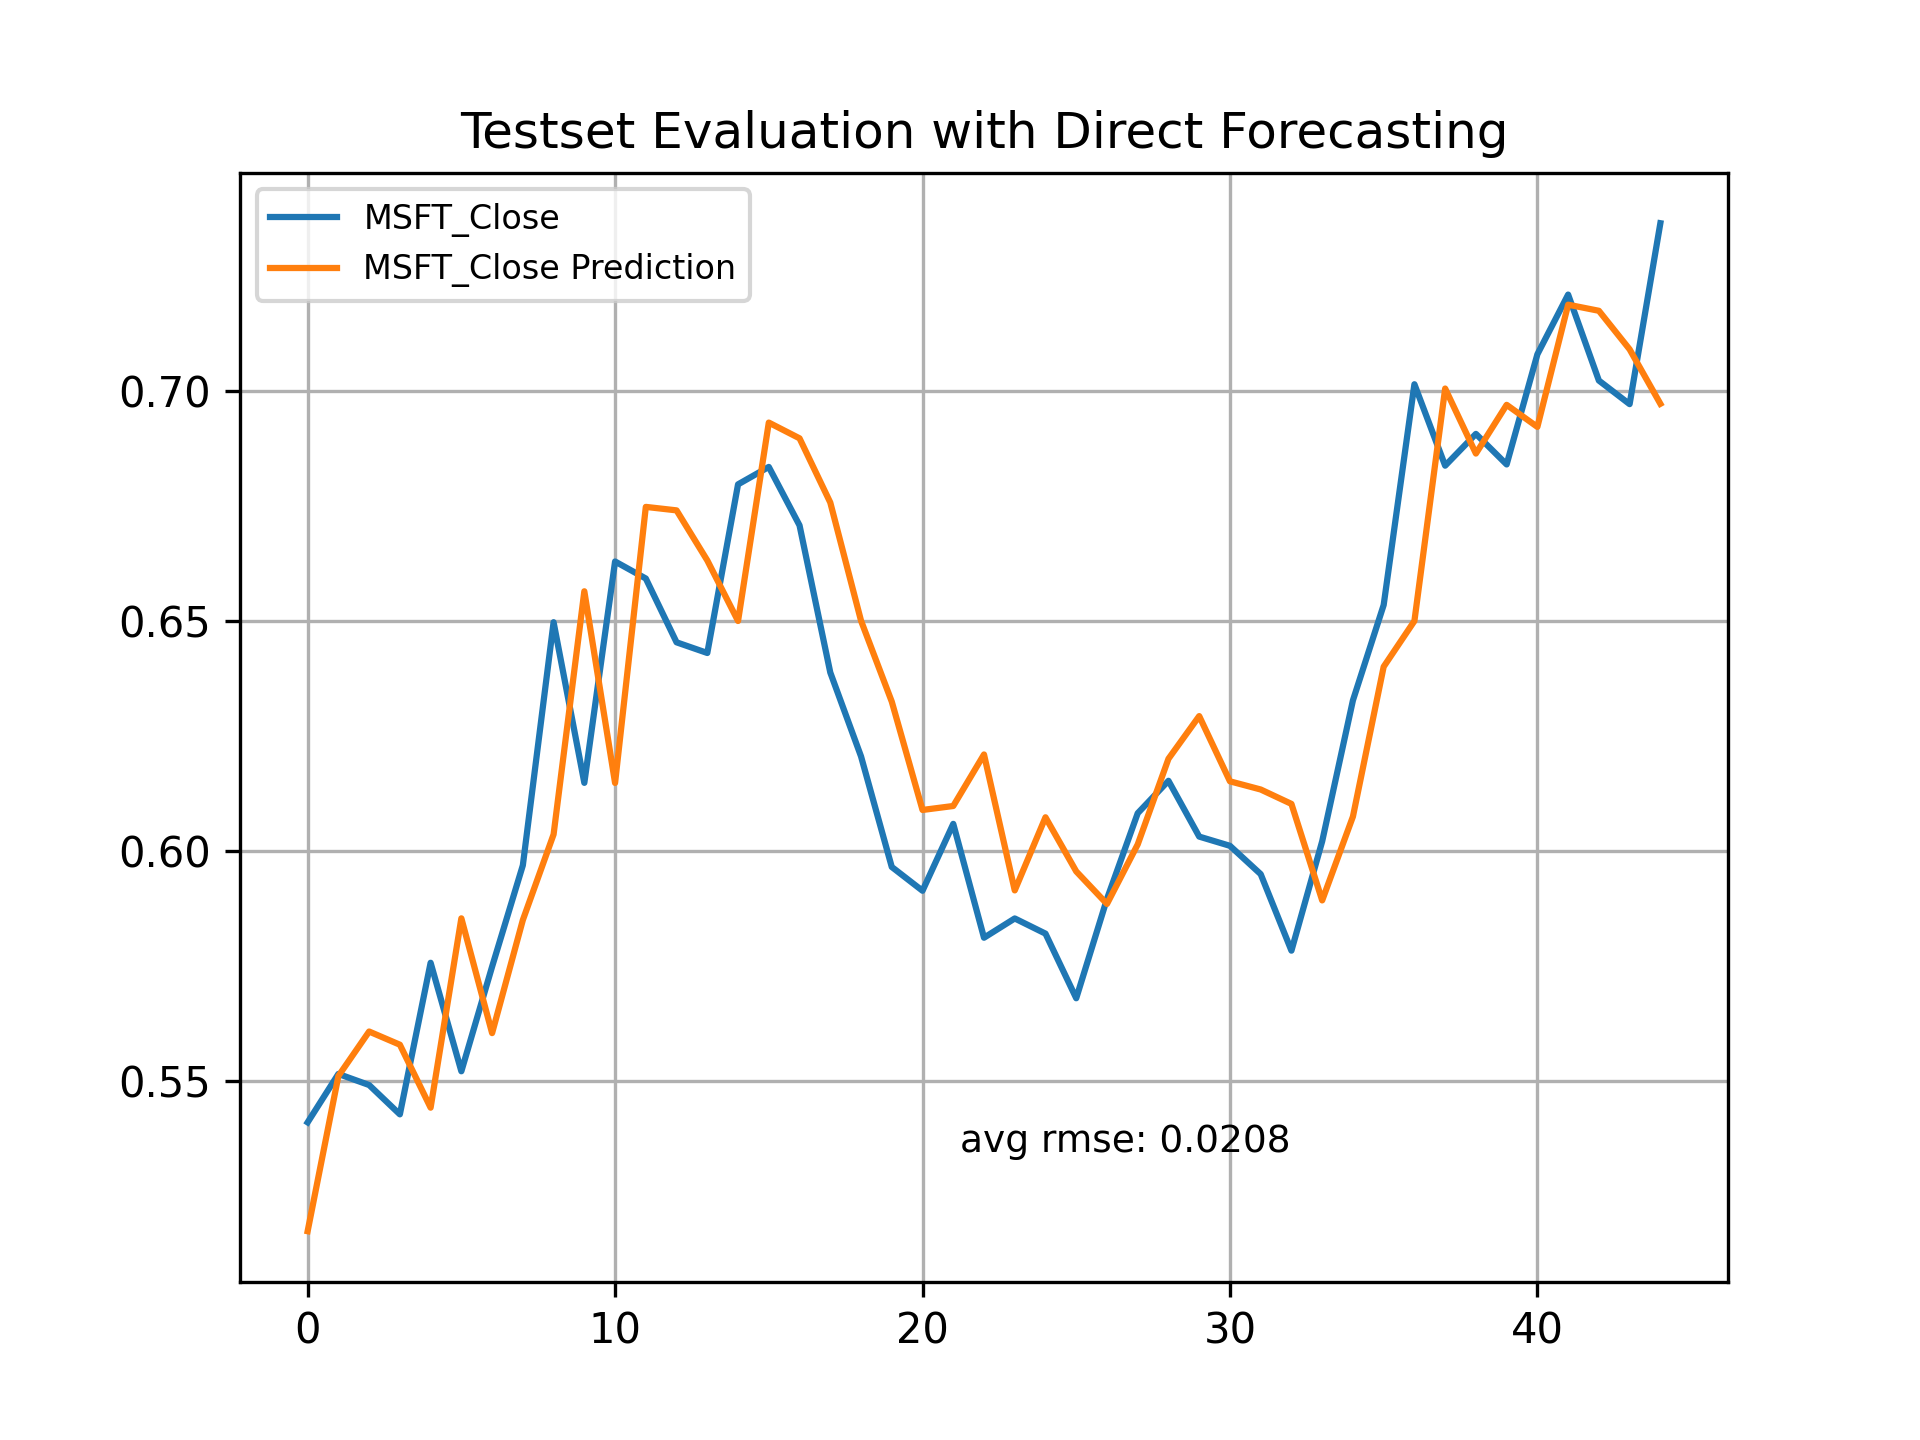 Testset Evaluation with Direct Forecasting
MSFT_Close
MSFT_Close Prediction
0.70
0.65
0.60
0.55
avg rmse: 0.0208
0 10 20 30 40